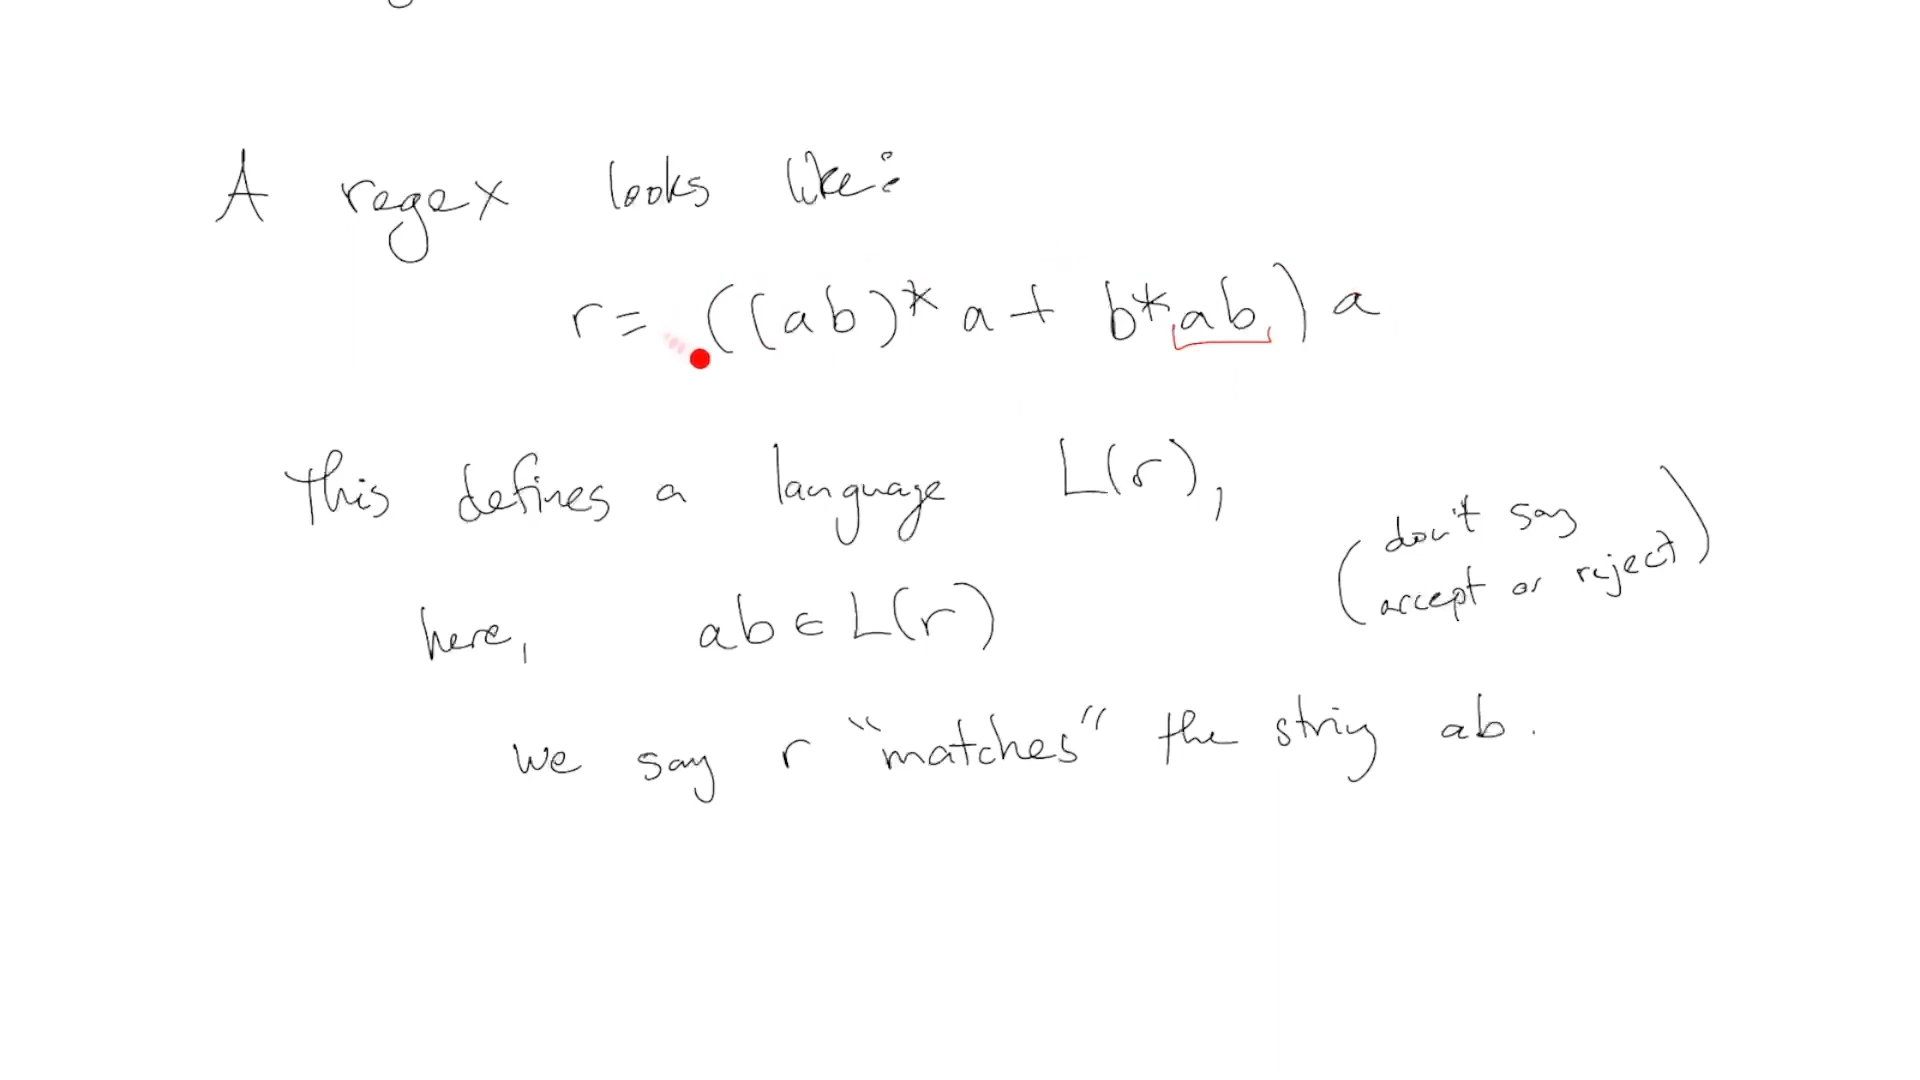 A regex looks like:
r = ((ab)* a + b* ab) a
This defines a language L(r),
(don't say
accept or reject)
here, ab ∈ L(r)
we say r "matches" the string ab.